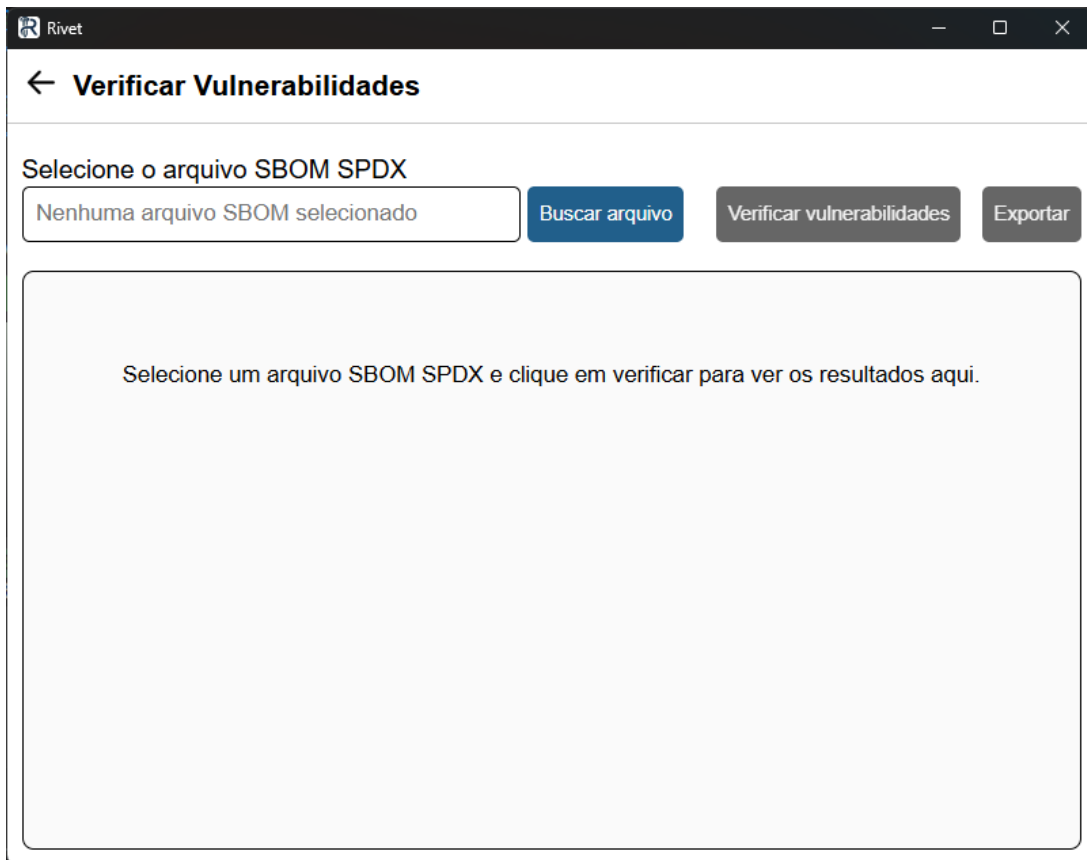 Rivet
Verificar Vulnerabilidades
Selecione o arquivo SBOM SPDX
Nenhuma arquivo SBOM selecionado
Buscar arquivo
Verificar vulnerabilidades
Exportar
Selecione um arquivo SBOM SPDX e clique em verificar para ver os resultados aqui.